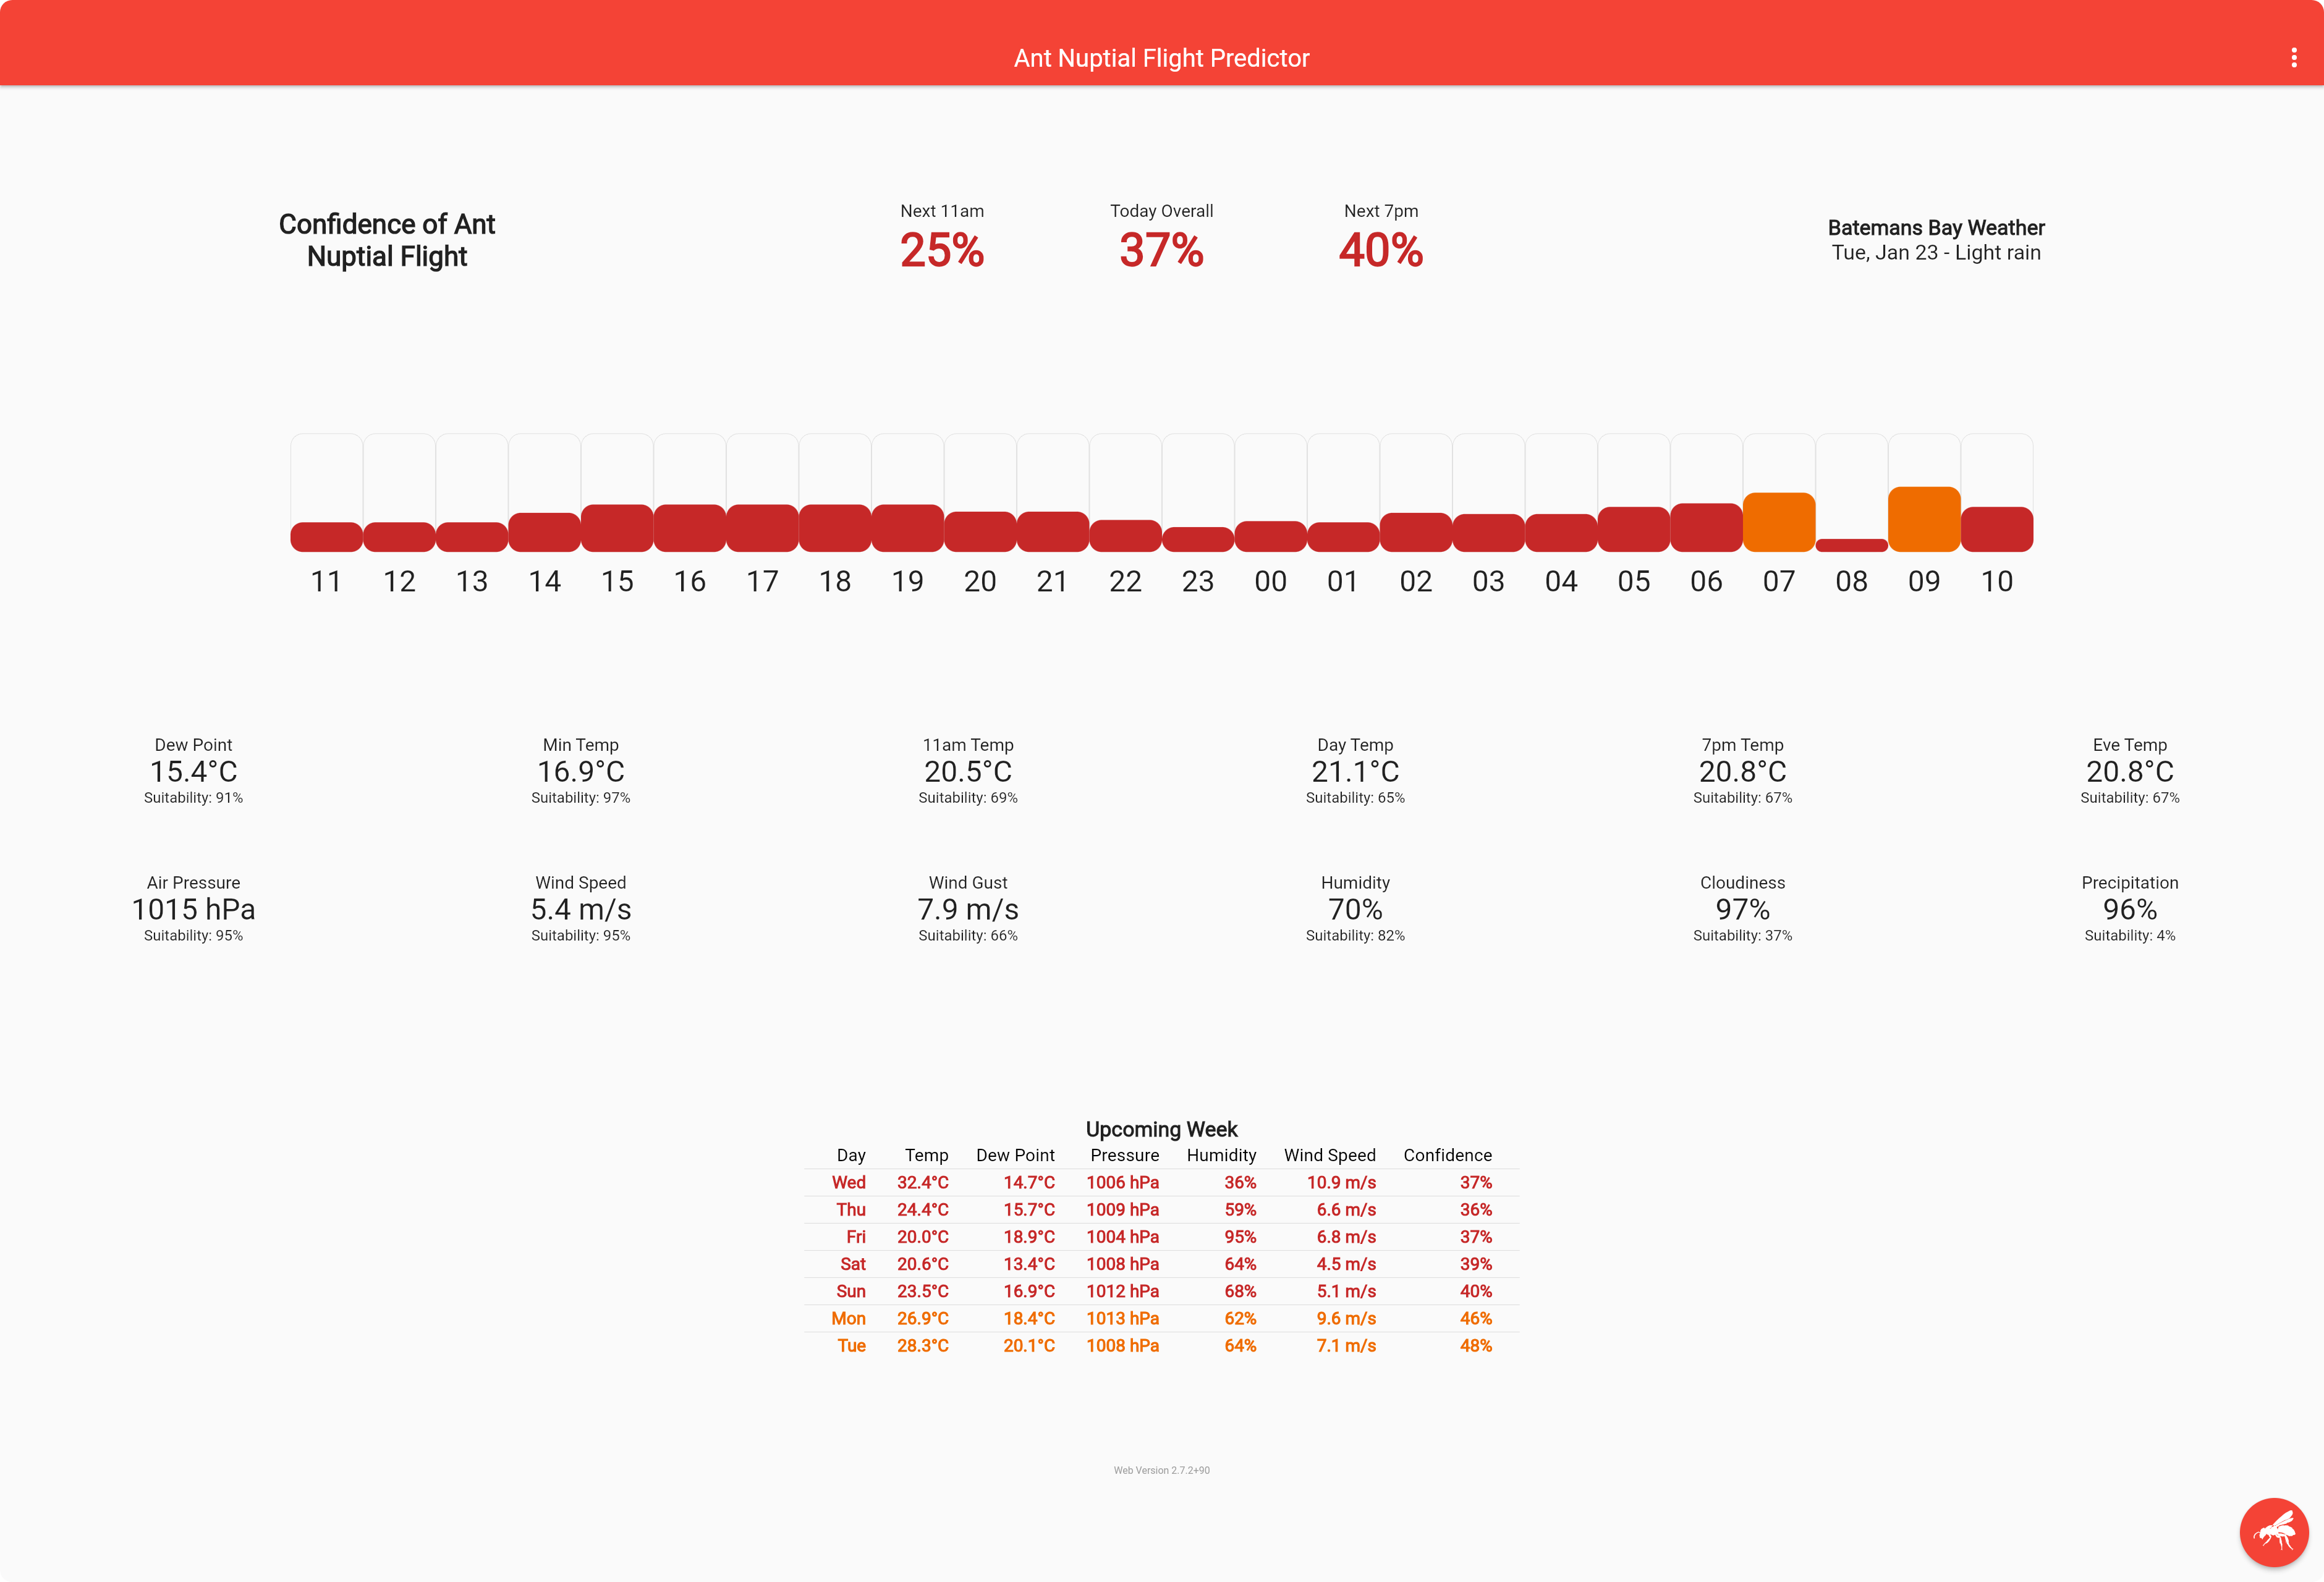 Ant Nuptial Flight Predictor
Confidence of Ant
Nuptial Flight
Next 11am
25%
Today Overall
37%
Next 7pm
40%
Batemans Bay Weather
Tue, Jan 23 - Light rain
11 12 13 14 15 16 17 18 19 20 21 22 23 00 01 02 03 04 05 06 07 08 09 10
Dew Point
15.4°C
Suitability: 91%
Min Temp
16.9°C
Suitability: 97%
11am Temp
20.5°C
Suitability: 69%
Day Temp
21.1°C
Suitability: 65%
7pm Temp
20.8°C
Suitability: 67%
Eve Temp
20.8°C
Suitability: 67%
Air Pressure
1015 hPa
Suitability: 95%
Wind Speed
5.4 m/s
Suitability: 95%
Wind Gust
7.9 m/s
Suitability: 66%
Humidity
70%
Suitability: 82%
Cloudiness
97%
Suitability: 37%
Precipitation
96%
Suitability: 4%
Upcoming Week
Day Temp Dew Point Pressure Humidity Wind Speed Confidence
Wed 32.4°C 14.7°C 1006 hPa 36% 10.9 m/s 37%
Thu 24.4°C 15.7°C 1009 hPa 59% 6.6 m/s 36%
Fri 20.0°C 18.9°C 1004 hPa 95% 6.8 m/s 37%
Sat 20.6°C 13.4°C 1008 hPa 64% 4.5 m/s 39%
Sun 23.5°C 16.9°C 1012 hPa 68% 5.1 m/s 40%
Mon 26.9°C 18.4°C 1013 hPa 62% 9.6 m/s 46%
Tue 28.3°C 20.1°C 1008 hPa 64% 7.1 m/s 48%
Web Version 2.7.2+90